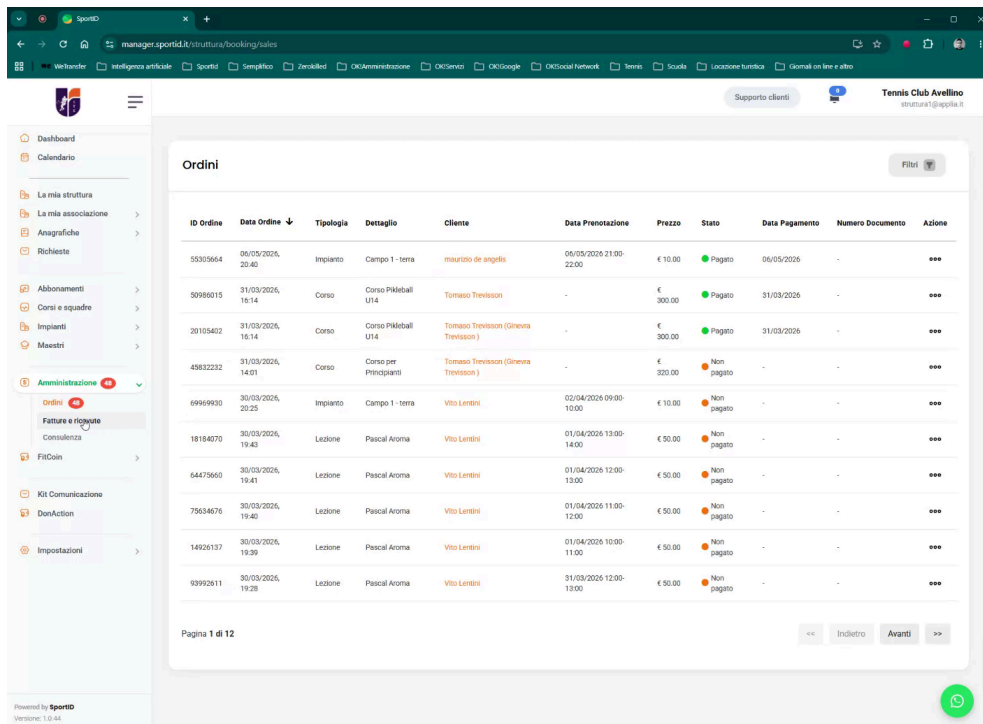 SportID
manager.sportid.it/struttura/booking/sales
WeTransfer Intelligenza artificiale SportId Semplifico Zerokilled OK!Amministrazione OK!Servizi OK!Google OK!Social Network Tennis Scuola Locazione turistica Giornali on line e altro
Supporto clienti
0
Tennis Club Avellino
struttura1@applia.it
Dashboard
Calendario
La mia struttura
La mia associazione
Anagrafiche
Richieste
Abbonamenti
Corsi e squadre
Impianti
Maestri
Amministrazione 48
Ordini 48
Fatture e ricevute
Consulenza
FitCoin
Kit Comunicazione
DonAction
Impostazioni
Powered by SportID
Versione: 1.0.44
Ordini
Filtri
ID Ordine Data Ordine Tipologia Dettaglio Cliente Data Prenotazione Prezzo Stato Data Pagamento Numero Documento Azione
55305664 06/05/2026, 20:40 Impianto Campo 1 - terra maurizio de angelis 06/05/2026 21:00-22:00 € 10.00 Pagato 06/05/2026 -
50986015 31/03/2026, 16:14 Corso Corso Pikleball U14 Tomaso Trevisson - € 300.00 Pagato 31/03/2026 -
20105402 31/03/2026, 16:14 Corso Corso Pikleball U14 Tomaso Trevisson (Ginevra Trevisson ) - € 300.00 Pagato 31/03/2026 -
45832232 31/03/2026, 14:01 Corso Corso per Principianti Tomaso Trevisson (Ginevra Trevisson ) - € 320.00 Non pagato - -
69969930 30/03/2026, 20:25 Impianto Campo 1 - terra Vito Lentini 02/04/2026 09:00-10:00 € 10.00 Non pagato - -
18184070 30/03/2026, 19:43 Lezione Pascal Aroma Vito Lentini 01/04/2026 13:00-14:00 € 50.00 Non pagato - -
64475660 30/03/2026, 19:41 Lezione Pascal Aroma Vito Lentini 01/04/2026 12:00-13:00 € 50.00 Non pagato - -
75634676 30/03/2026, 19:40 Lezione Pascal Aroma Vito Lentini 01/04/2026 11:00-12:00 € 50.00 Non pagato - -
14926137 30/03/2026, 19:39 Lezione Pascal Aroma Vito Lentini 01/04/2026 10:00-11:00 € 50.00 Non pagato - -
93992611 30/03/2026, 19:28 Lezione Pascal Aroma Vito Lentini 31/03/2026 12:00-13:00 € 50.00 Non pagato - -
Pagina 1 di 12
<< Indietro Avanti >>